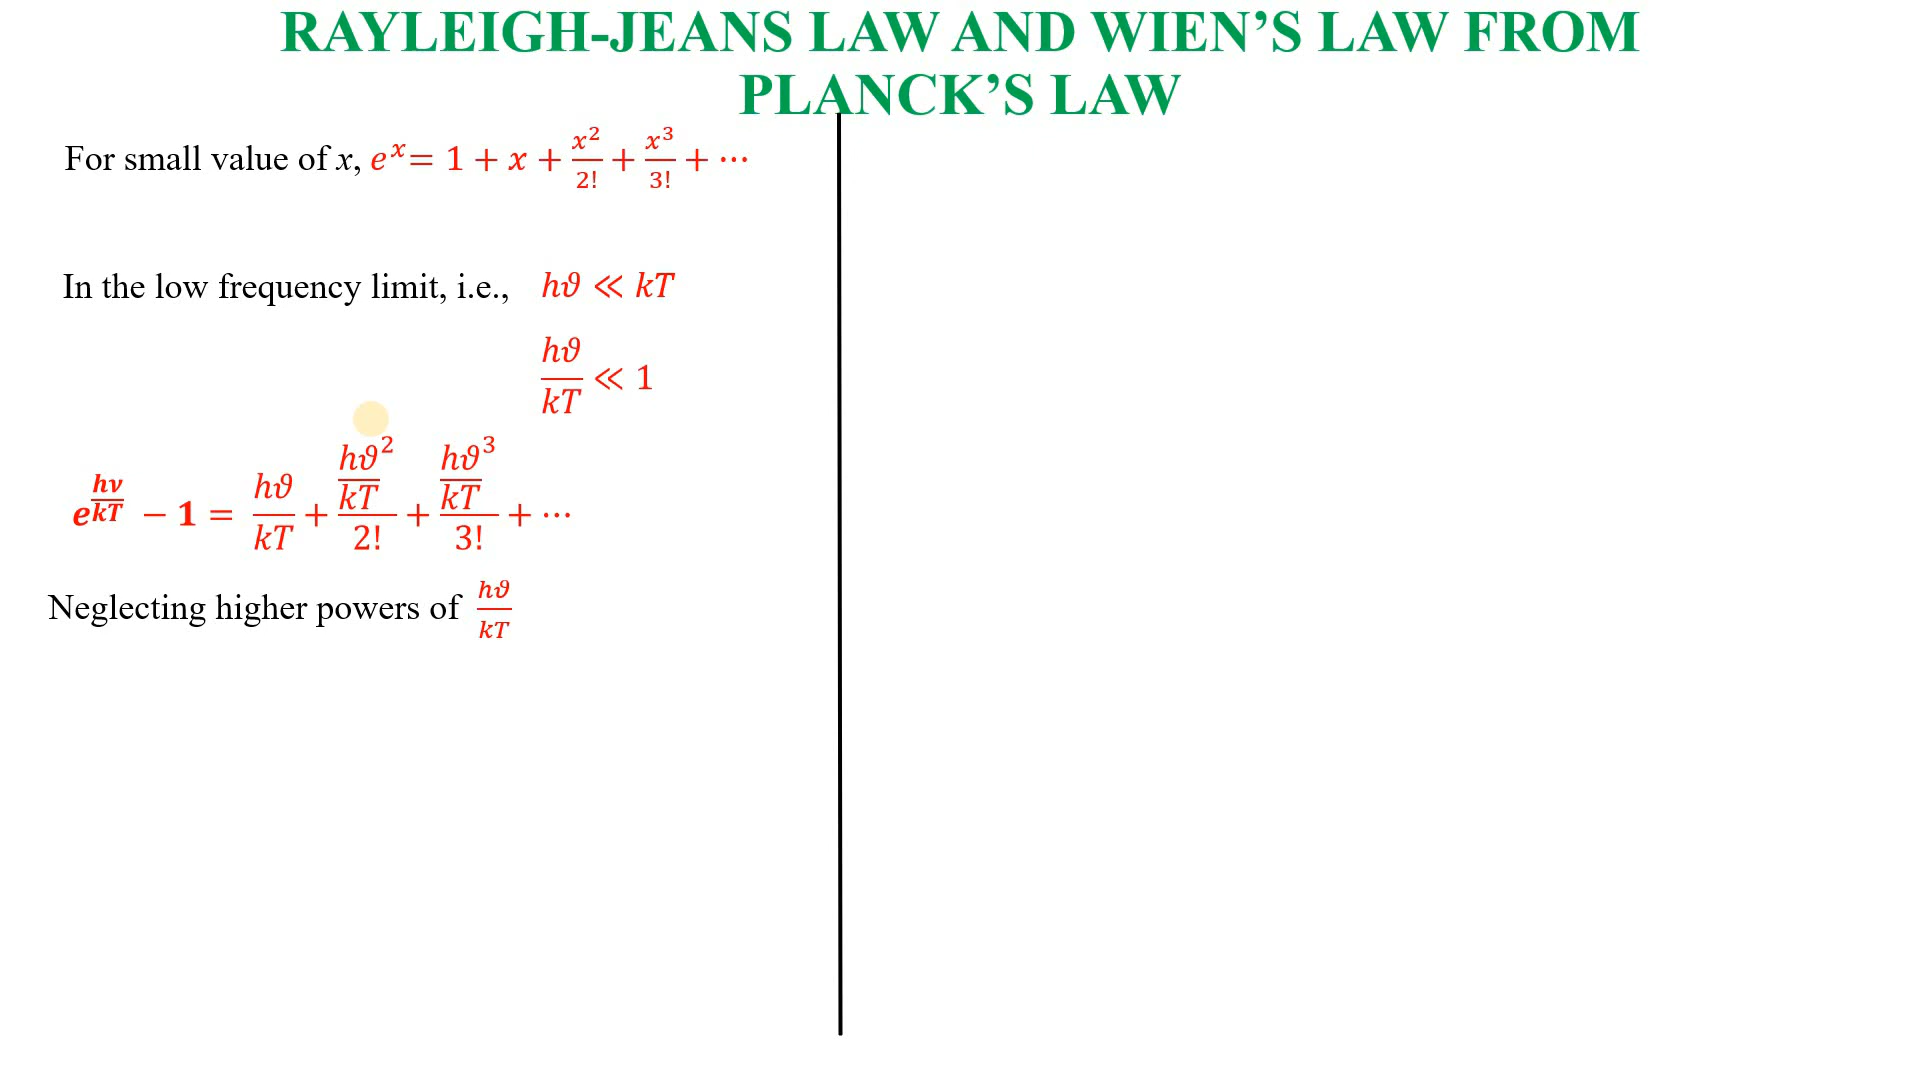 RAYLEIGH-JEANS LAW AND WIEN’S LAW FROM
PLANCK’S LAW
For small value of x, e^x = 1 + x + x^2/2! + x^3/3! + ⋯
In the low frequency limit, i.e., hϑ ≪ kT
hϑ/kT ≪ 1
e^(hν/kT) − 1 = hϑ/kT + (hϑ^2/kT)/2! + (hϑ^3/kT)/3! + ⋯
Neglecting higher powers of hϑ/kT